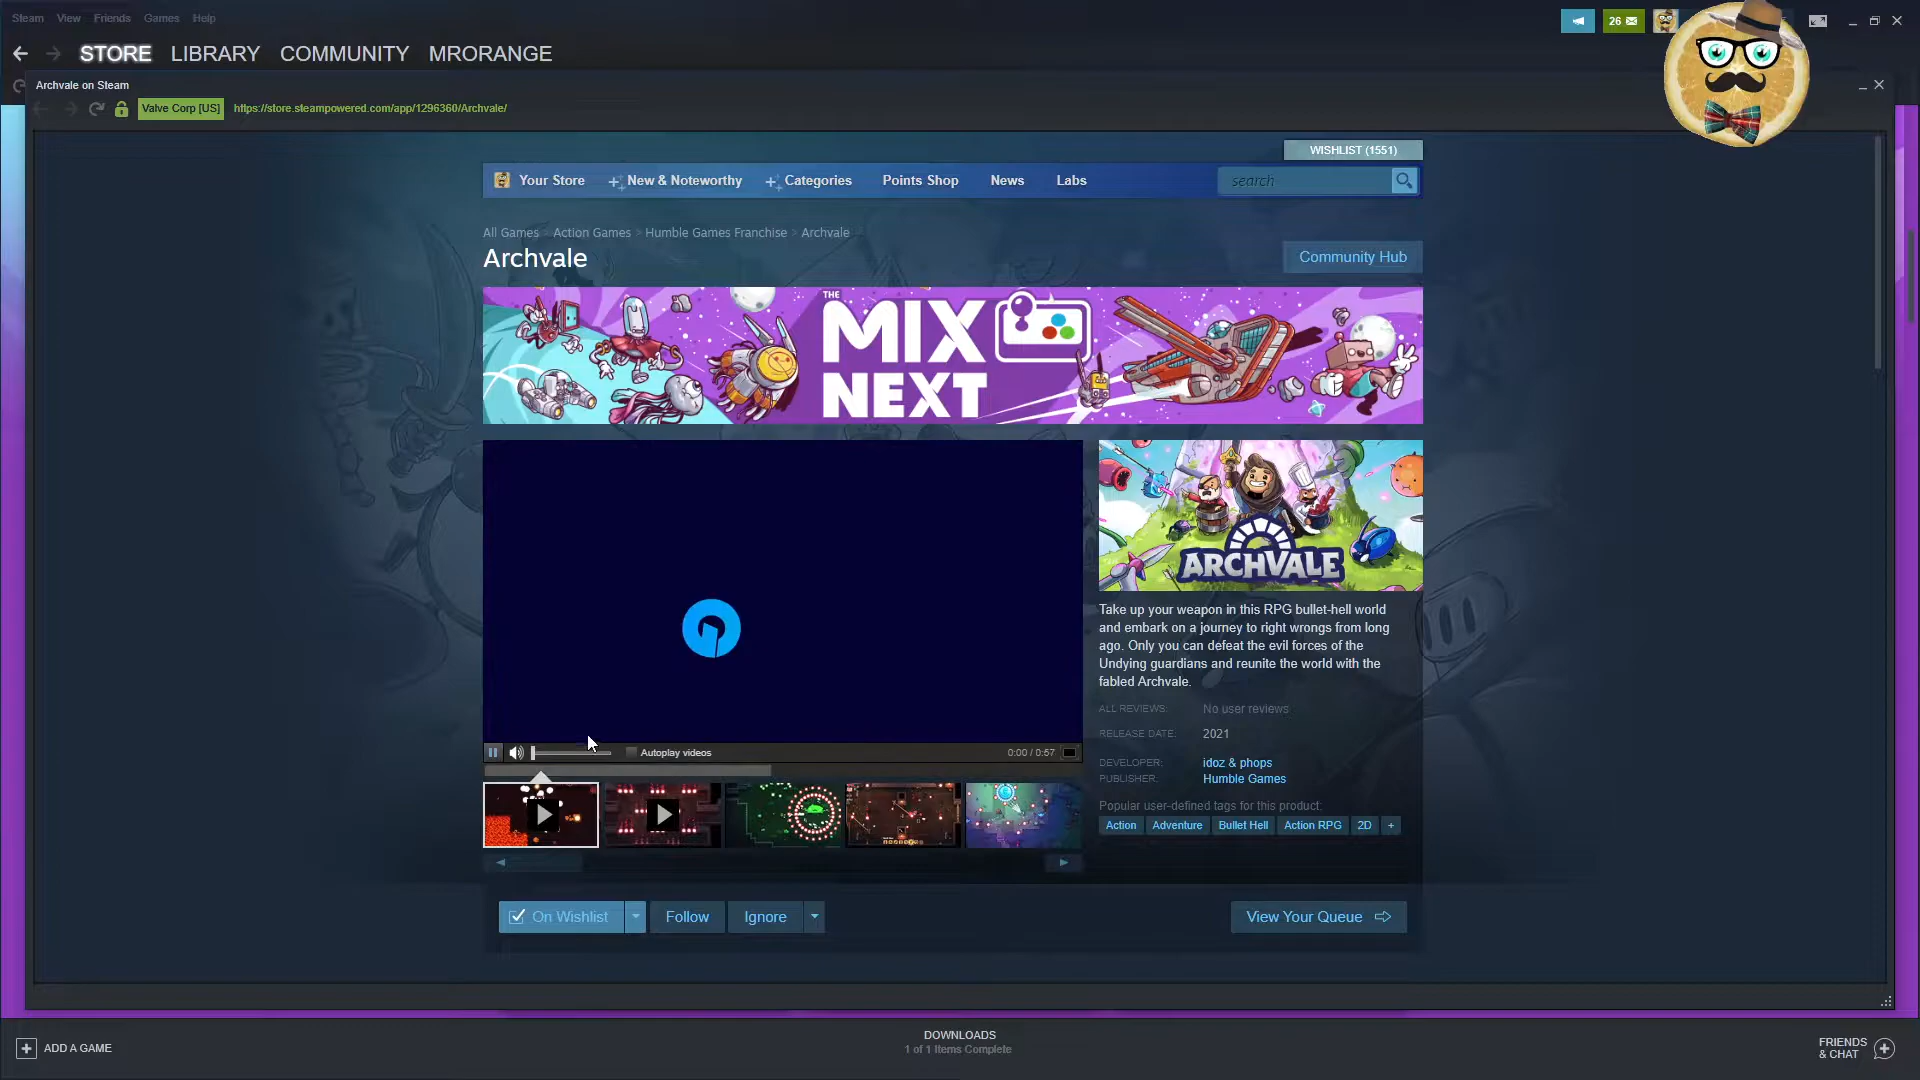 Steam View Friends Games Help
26
STORE LIBRARY COMMUNITY MRORANGE
Archvale on Steam
Valve Corp [US] https://store.steampowered.com/app/1296360/Archvale/
WISHLIST (1551)
Your Store New & Noteworthy Categories Points Shop News Labs search
All Games > Action Games > Humble Games Franchise > Archvale
Archvale
Community Hub
THE
MIX
NEXT
ARCHVALE
Take up your weapon in this RPG bullet-hell world
and embark on a journey to right wrongs from long
ago. Only you can defeat the evil forces of the
Undying guardians and reunite the world with the
fabled Archvale.
ALL REVIEWS: No user reviews
RELEASE DATE: 2021
DEVELOPER: idoz & phops
PUBLISHER: Humble Games
Popular user-defined tags for this product:
Action Adventure Bullet Hell Action RPG 2D +
Autoplay videos 0:00 / 0:57
On Wishlist Follow Ignore View Your Queue
ADD A GAME
DOWNLOADS
1 of 1 Items Complete
FRIENDS
& CHAT